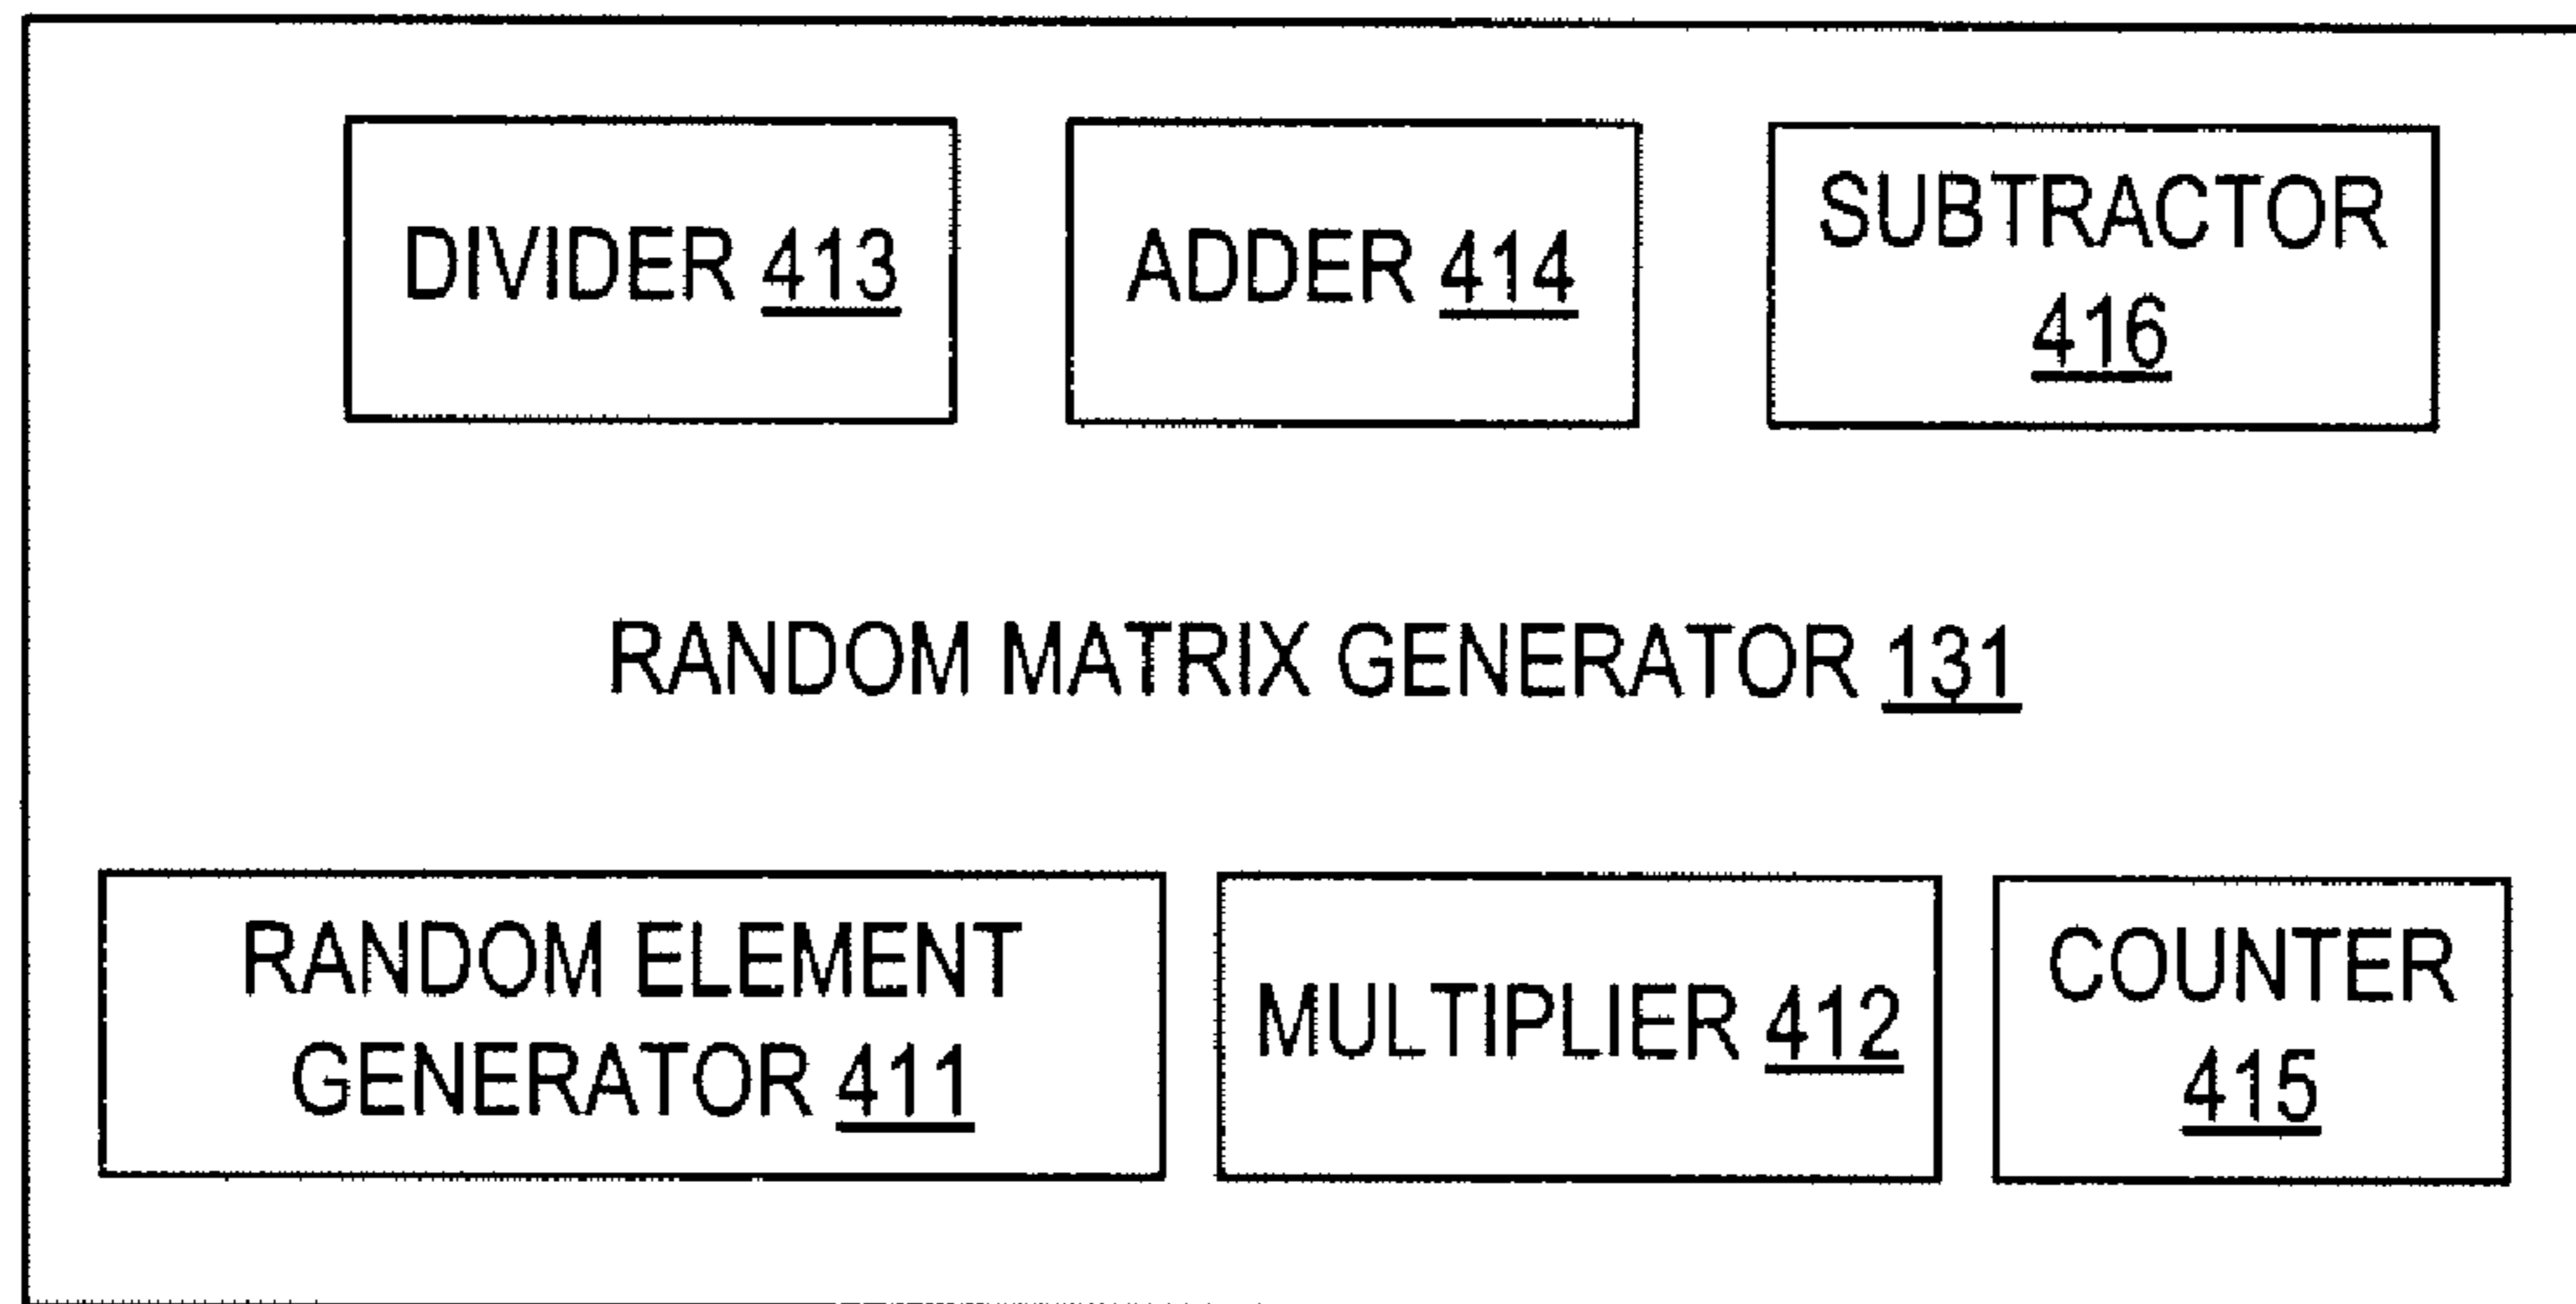 DIVIDER 413
ADDER 414
SUBTRACTOR
416
RANDOM MATRIX GENERATOR 131
RANDOM ELEMENT
GENERATOR 411
MULTIPLIER 412
COUNTER
415